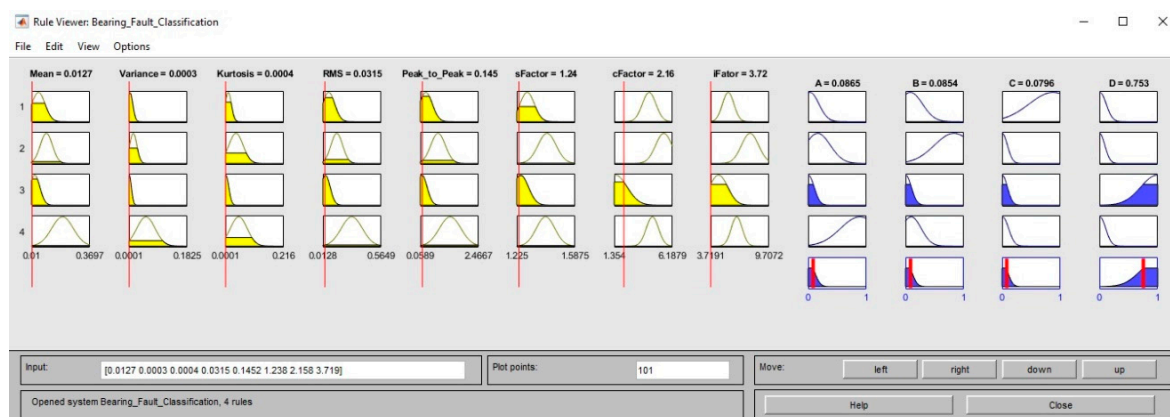 Rule Viewer: Bearing_Fault_Classification
File Edit View Options
Mean = 0.0127 Variance = 0.0003 Kurtosis = 0.0004 RMS = 0.0315 Peak_to_Peak = 0.145 sFactor = 1.24 cFactor = 2.16 iFator = 3.72
A = 0.0865 B = 0.0854 C = 0.0796 D = 0.753
1
2
3
4
0.01 0.3697 0.0001 0.1825 0.0001 0.216 0.0128 0.5649 0.0589 2.4667 1.225 1.5875 1.354 6.1879 3.7191 9.7072
0 1 0 1 0 1 0 1
Input: [0.0127 0.0003 0.0004 0.0315 0.1452 1.238 2.158 3.719] Plot points: 101 Move: left right down up
Opened system Bearing_Fault_Classification, 4 rules Help Close